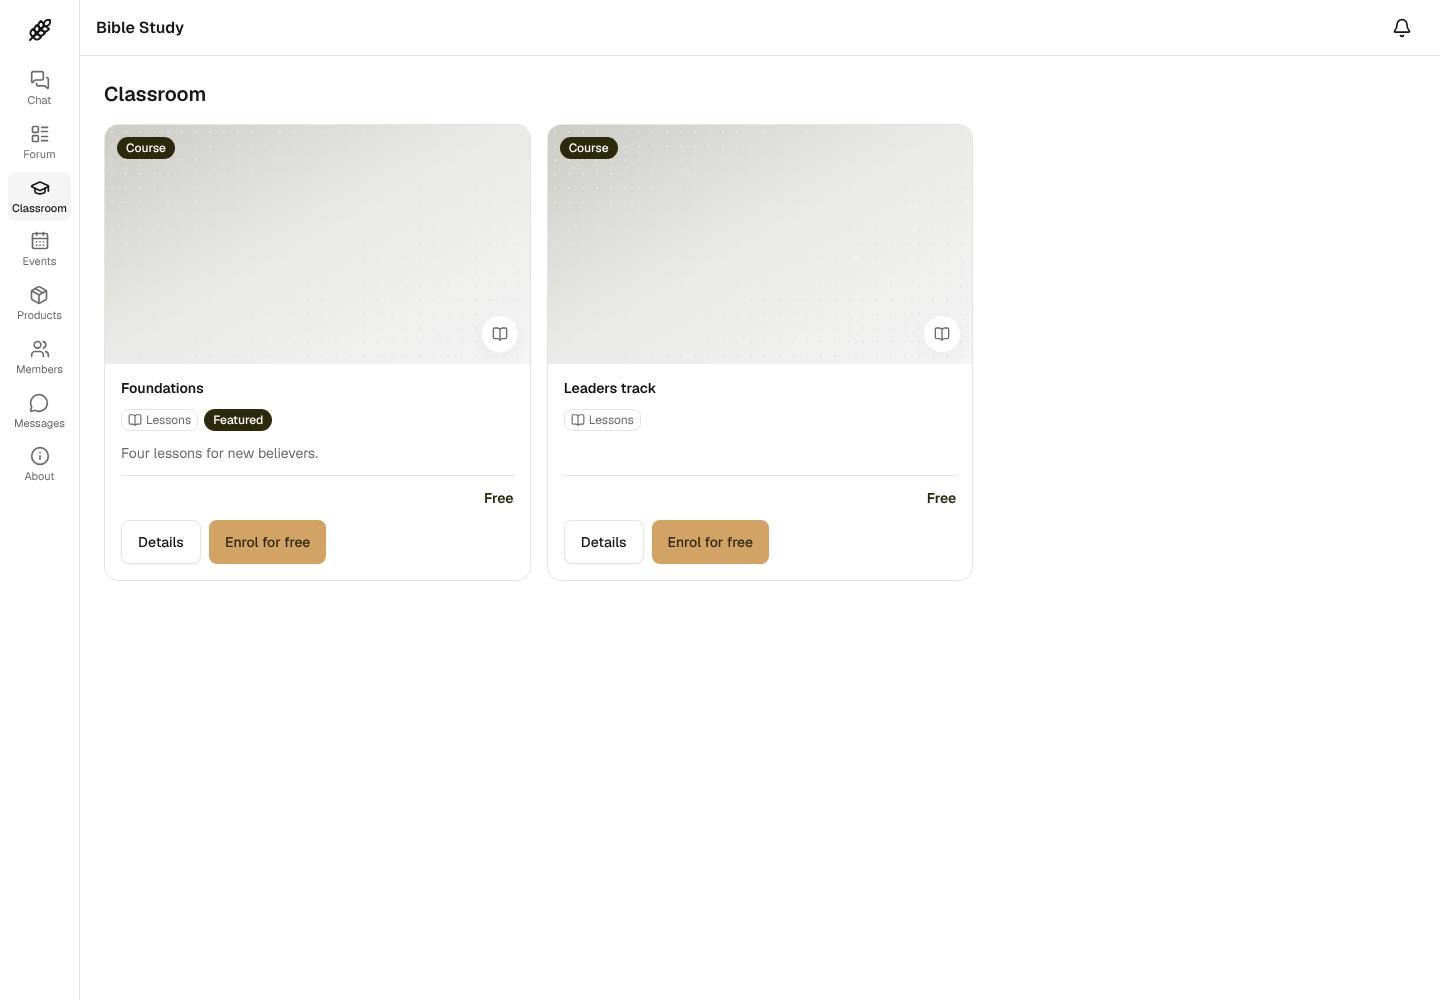 Bible Study
Chat
Forum
Classroom
Events
Products
Members
Messages
About
Classroom
Course
Foundations
Lessons
Featured
Four lessons for new believers.
Free
Details
Enrol for free
Course
Leaders track
Lessons
Free
Details
Enrol for free